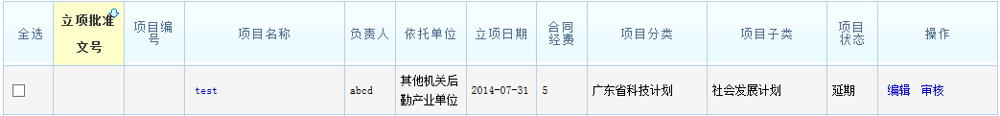 全选 立项批准文号 项目编号 项目名称 负责人 依托单位 立项日期 合同经费 项目分类 项目子类 项目状态 操作
test abcd 其他机关后勤产业单位 2014-07-31 5 广东省科技计划 社会发展计划 延期 编辑 审核